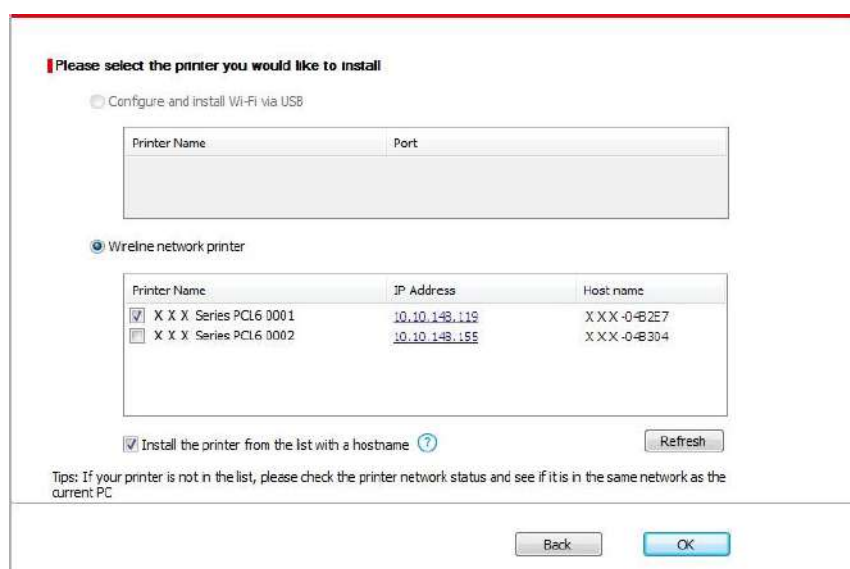 Please select the printer you would like to install
Configure and install Wi-Fi via USB
Printer Name Port
Wireline network printer
Printer Name IP Address Host name
X X X Series PCL6 0001 10.10.148.119 X X X -04B2E7
X X X Series PCL6 0002 10.10.148.155 X X X -04B304
Install the printer from the list with a hostname ? Refresh
Tips: If your printer is not in the list, please check the printer network status and see if it is in the same network as the
current PC
Back OK